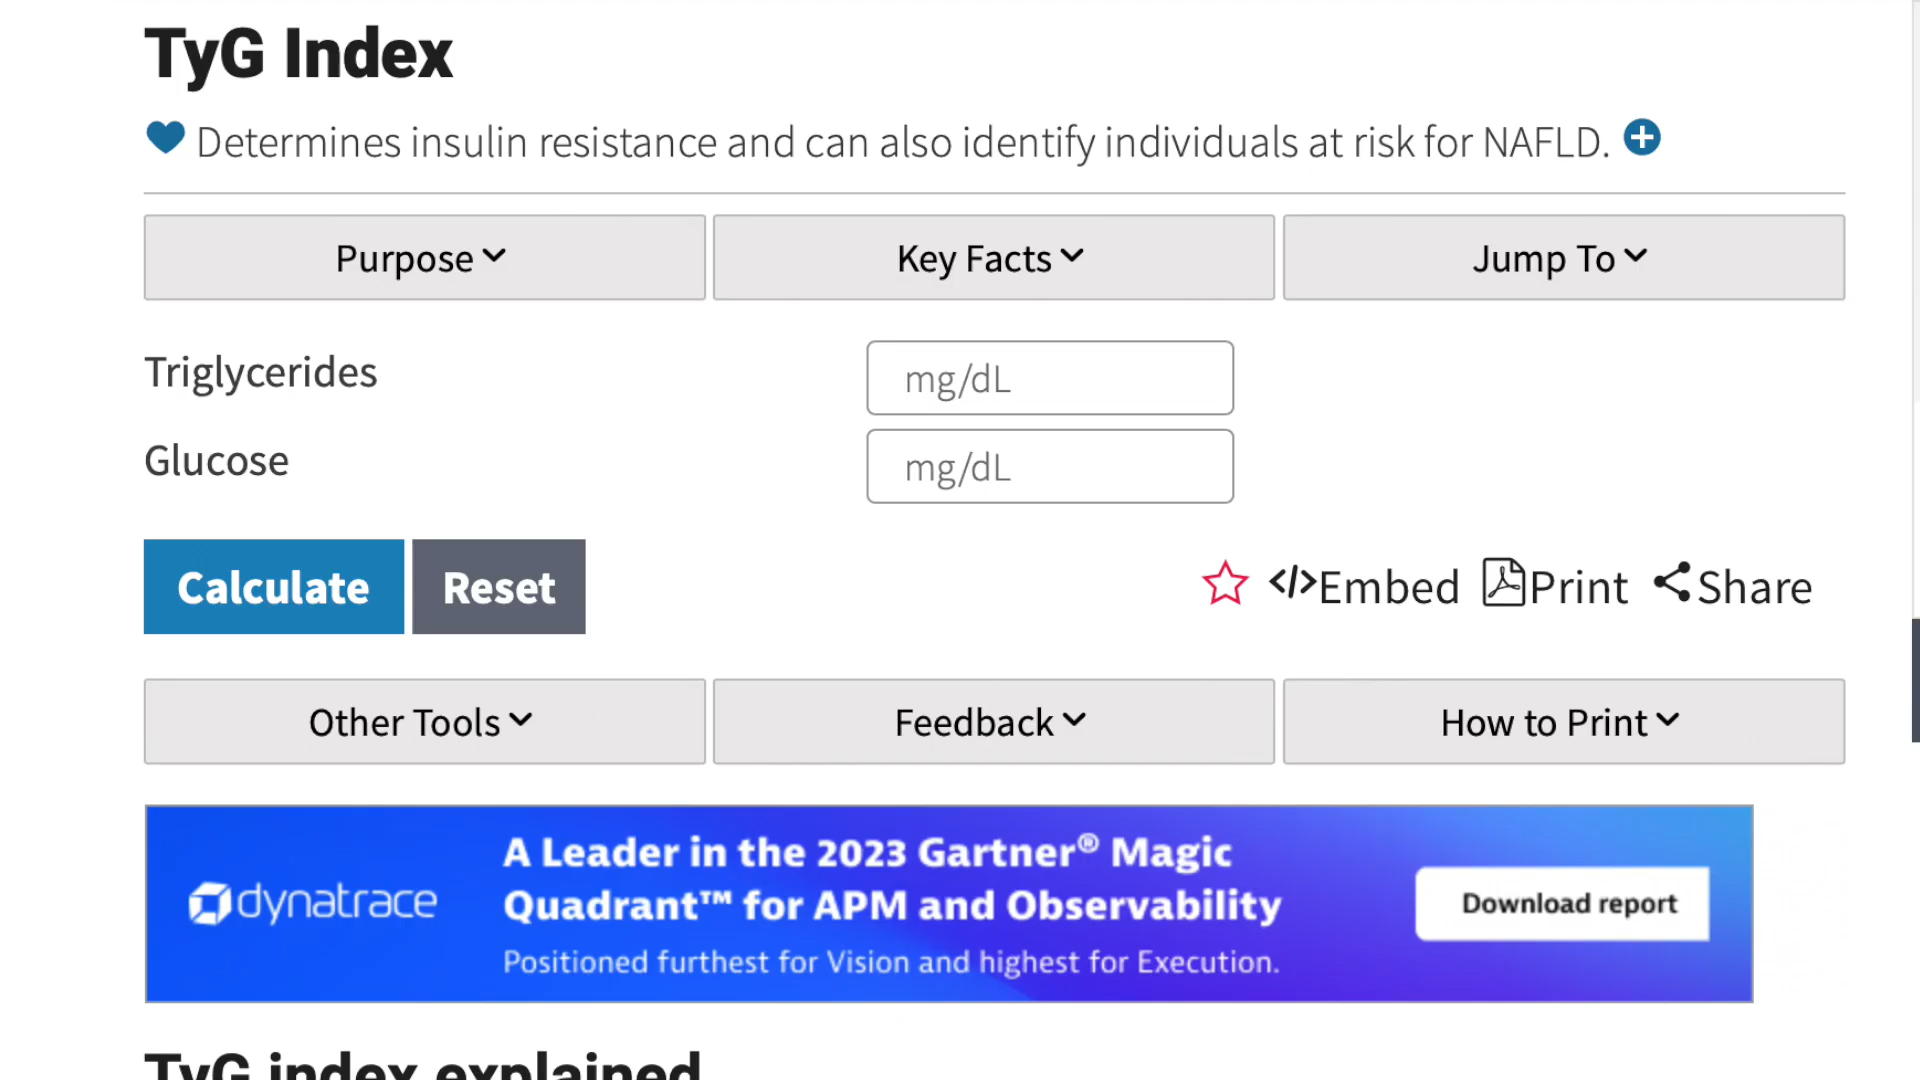 TyG Index
Determines insulin resistance and can also identify individuals at risk for NAFLD.
Purpose Key Facts Jump To
Triglycerides mg/dL
Glucose mg/dL
Calculate Reset </>Embed Print Share
Other Tools Feedback How to Print
dynatrace
A Leader in the 2023 Gartner® Magic
Quadrant™ for APM and Observability
Positioned furthest for Vision and highest for Execution.
Download report
TyG index explained